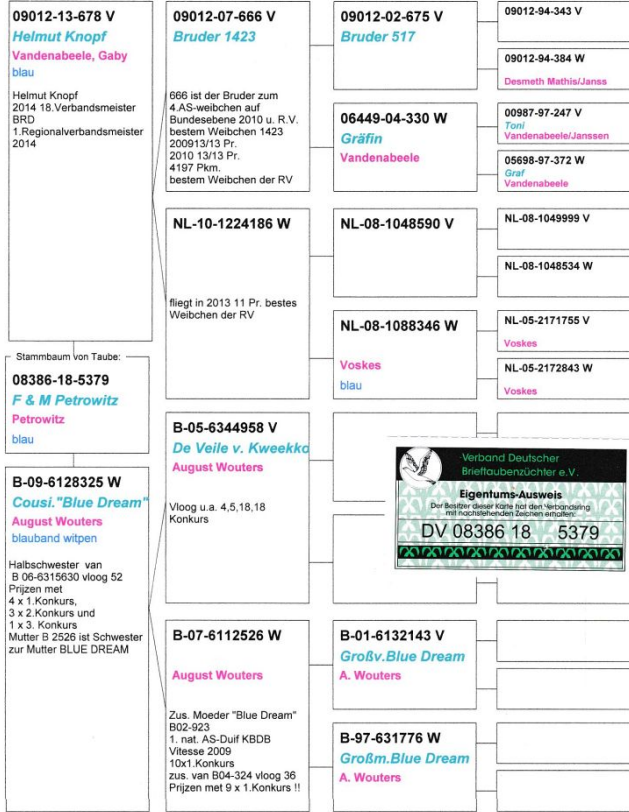 09012-13-678 V
Helmut Knopf
Vandenabeele, Gaby
blau
Helmut Knopf
2014 18.Verbandsmeister
BRD
1.Regionalverbandsmeister
2014
Stammbaum von Taube:
08386-18-5379
F & M Petrowitz
Petrowitz
blau
B-09-6128325 W
Cousi."Blue Dream"
August Wouters
blauband witpen
Halbschwester van
B 06-6315630 vloog 52
Prijzen met
4 x 1.Konkurs,
3 x 2.Konkurs und
1 x 3. Konkurs
Mutter B 2526 ist Schwester
zur Mutter BLUE DREAM
09012-07-666 V
Bruder 1423
666 ist der Bruder zum
4.AS-weibchen auf
Bundesebene 2010 u. R.V.
bestem Weibchen 1423
200913/13 Pr.
2010 13/13 Pr.
4197 Pkm.
bestem Weibchen der RV
NL-10-1224186 W
fliegt in 2013 11 Pr. bestes
Weibchen der RV
B-05-6344958 V
De Veile v. Kweekko
August Wouters
Vloog u.a. 4,5,18,18
Konkurs
B-07-6112526 W
August Wouters
Zus. Moeder "Blue Dream"
B02-923
1. nat. AS-Duif KBDB
Vitesse 2009
10x1.Konkurs
zus. van B04-324 vloog 36
Prijzen met 9 x 1.Konkurs !!
09012-02-675 V
Bruder 517
06449-04-330 W
Gräfin
Vandenabeele
NL-08-1048590 V
NL-08-1088346 W
Voskes
blau
B-01-6132143 V
Großv.Blue Dream
A. Wouters
B-97-631776 W
Großm.Blue Dream
A. Wouters
09012-94-343 V
09012-94-384 W
Desmeth Mathis/Janss
00987-97-247 V
Toni
Vandenabeele/Janssen
05698-97-372 W
Graf
Vandenabeele
NL-08-1049999 V
NL-08-1048534 W
NL-05-2171755 V
Voskes
NL-05-2172843 W
Voskes
Verband Deutscher
Brieftaubenzüchter e.V.
Eigentums-Ausweis
Der Besitzer dieser Karte hat den Verbandsring
mit nachstehenden Zeichen erhalten:
DV 08386 18 5379